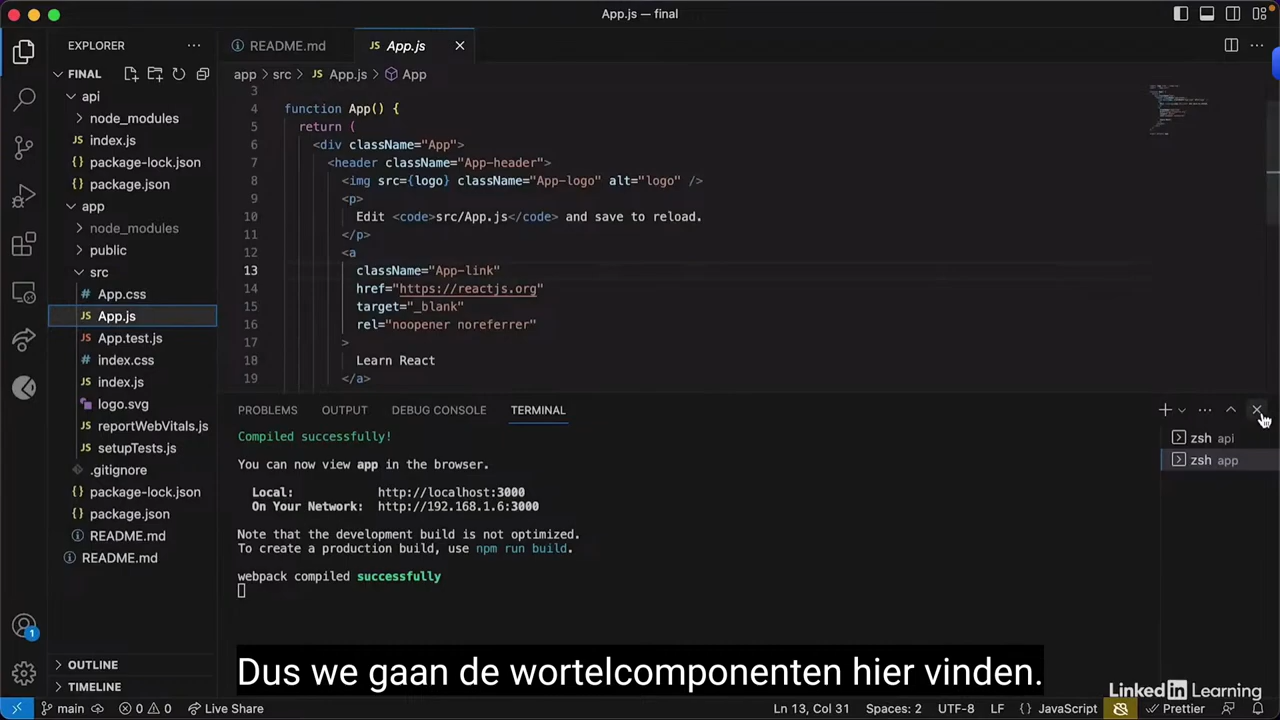 App.js — final
EXPLORER
README.md
App.js
FINAL
app
src
App.js
App
api
node_modules
index.js
package-lock.json
package.json
app
node_modules
public
src
App.css
App.js
App.test.js
index.css
index.js
logo.svg
reportWebVitals.js
setupTests.js
.gitignore
package-lock.json
package.json
README.md
README.md
OUTLINE
TIMELINE
3
4 function App() {
5 return (
6 <div className="App">
7 <header className="App-header">
8 <img src={logo} className="App-logo" alt="logo" />
9 <p>
10 Edit <code>src/App.js</code> and save to reload.
11 </p>
12 <a
13 className="App-link"
14 href="https://reactjs.org"
15 target="_blank"
16 rel="noopener noreferrer"
17 >
18 Learn React
19 </a>
PROBLEMS OUTPUT DEBUG CONSOLE TERMINAL
Compiled successfully!
You can now view app in the browser.
Local: http://localhost:3000
On Your Network: http://192.168.1.6:3000
Note that the development build is not optimized.
To create a production build, use npm run build.
webpack compiled successfully
zsh api
zsh app
Dus we gaan de wortelcomponenten hier vinden.
LinkedIn Learning
1
main 0 0 Live Share Ln 13, Col 31 Spaces: 2 UTF-8 LF {} JavaScript Prettier